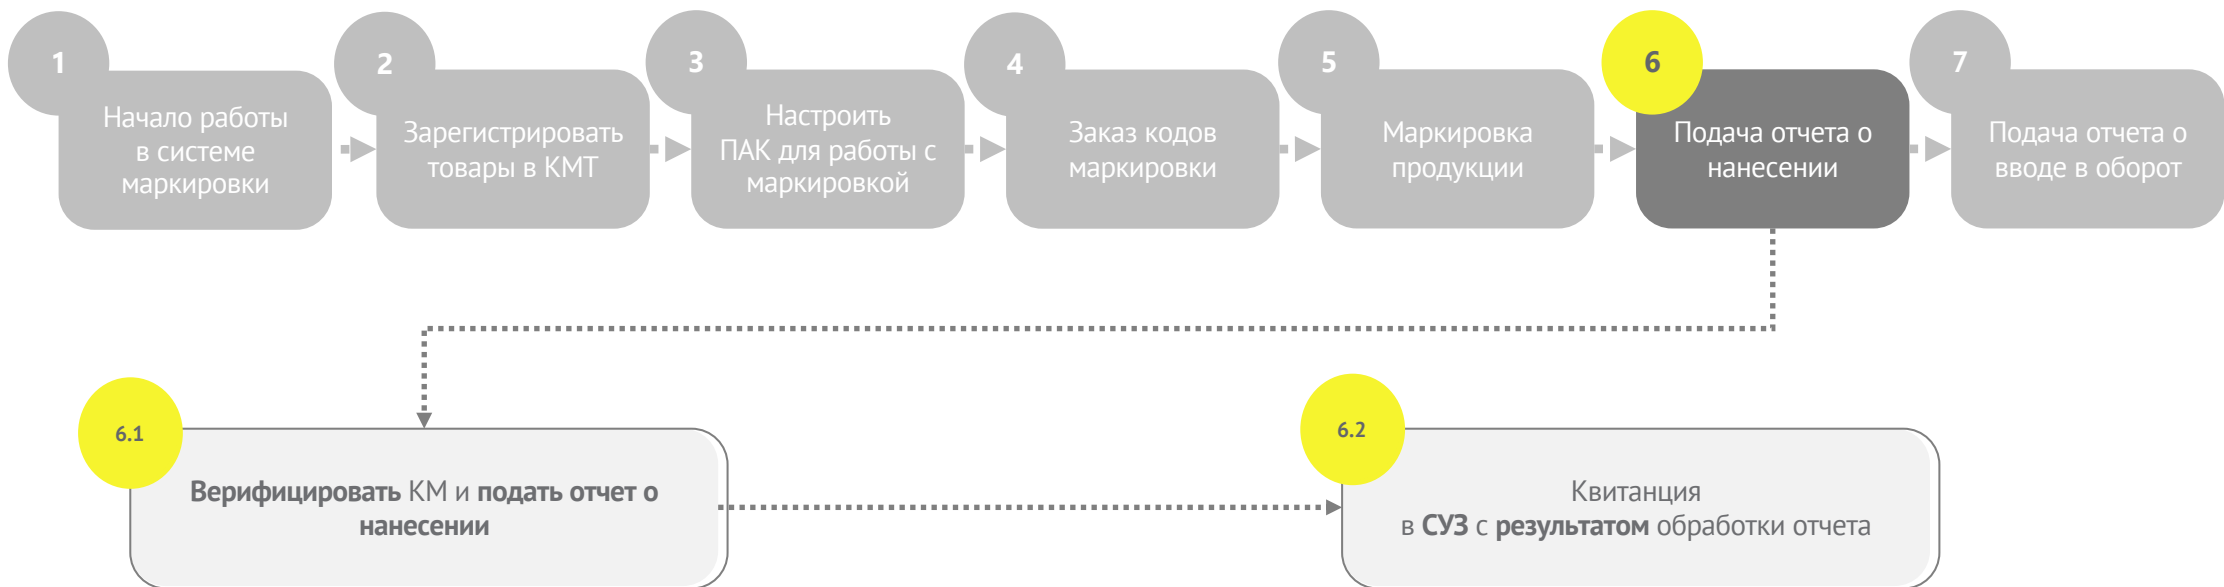 1
Начало работы
в системе
маркировки
2
Зарегистрировать
товары в КМТ
3
Настроить
ПАК для работы с
маркировкой
4
Заказ кодов
маркировки
5
Маркировка
продукции
6
Подача отчета о
нанесении
7
Подача отчета о
вводе в оборот
6.1
Верифицировать КМ и подать отчет о
нанесении
6.2
Квитанция
в СУЗ с результатом обработки отчета